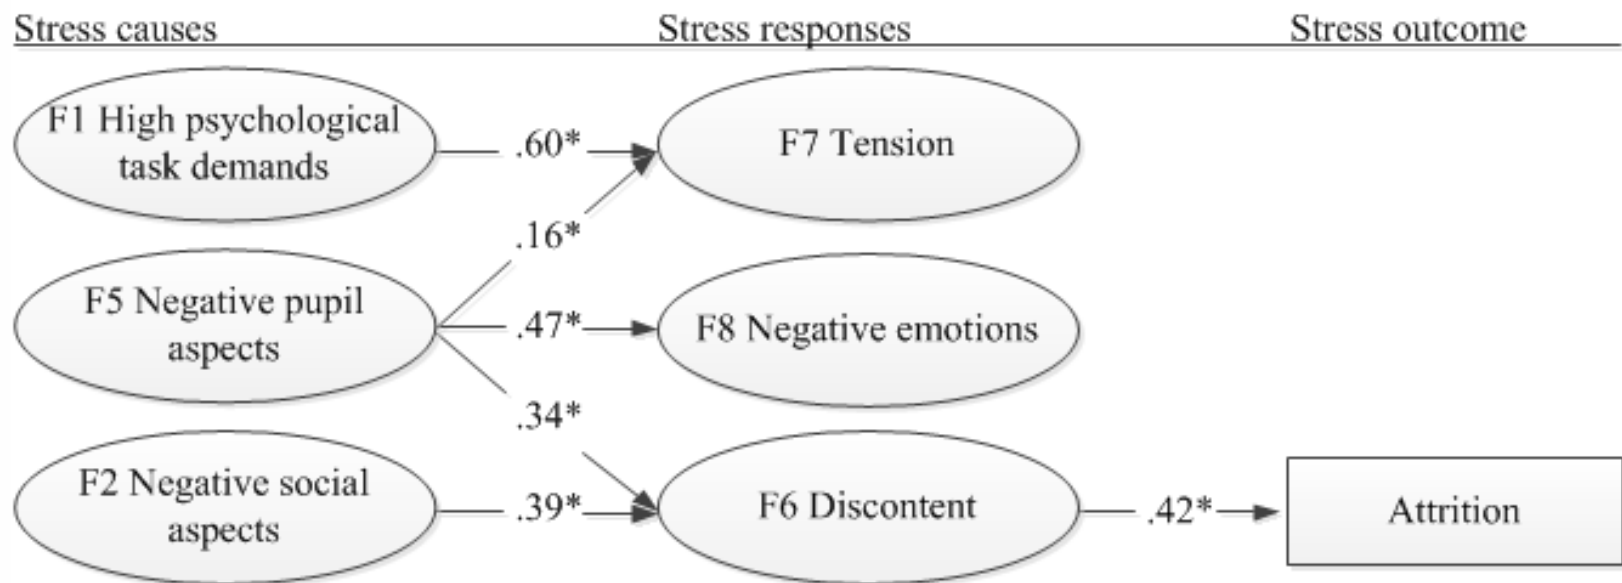 Stress causes
Stress responses
Stress outcome
F1 High psychological
task demands
.60*
F7 Tension
.16*
F5 Negative pupil
aspects
.47*
F8 Negative emotions
.34*
F2 Negative social
aspects
.39*
F6 Discontent
.42*
Attrition